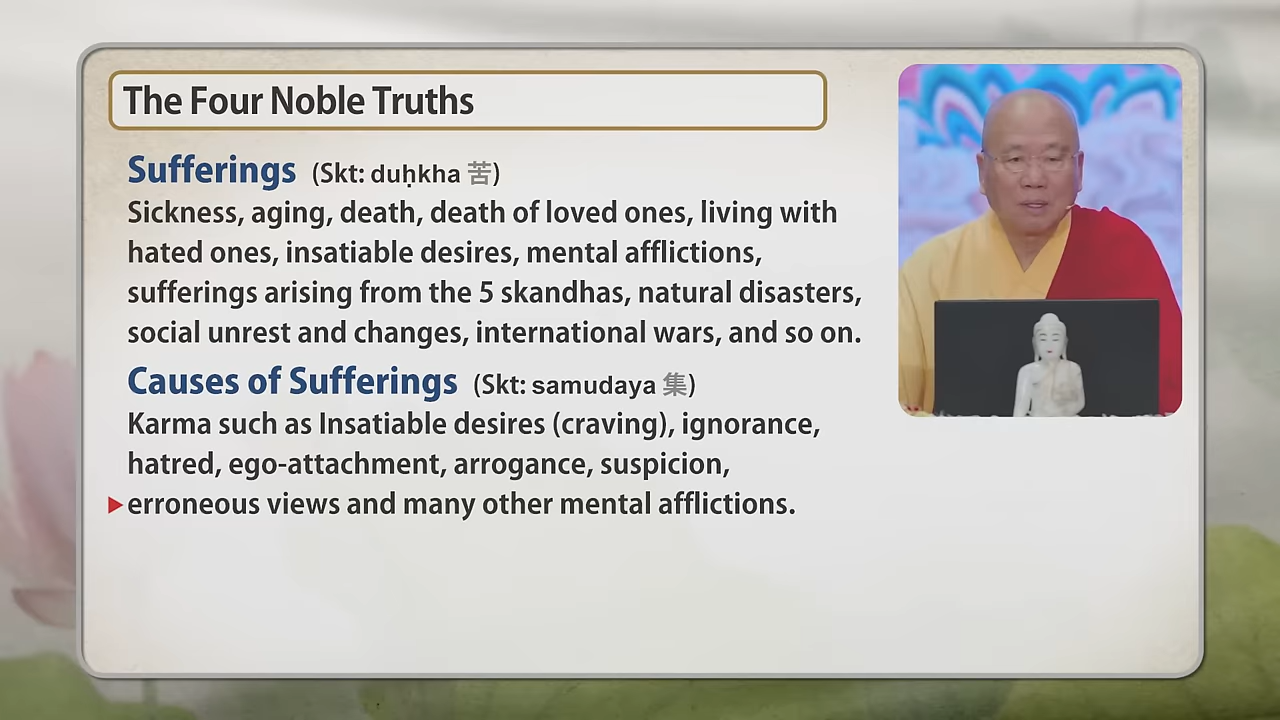 The Four Noble Truths
Sufferings (Skt: duḥkha 苦)
Sickness, aging, death, death of loved ones, living with
hated ones, insatiable desires, mental afflictions,
sufferings arising from the 5 skandhas, natural disasters,
social unrest and changes, international wars, and so on.
Causes of Sufferings (Skt: samudaya 集)
Karma such as Insatiable desires (craving), ignorance,
hatred, ego-attachment, arrogance, suspicion,
erroneous views and many other mental afflictions.